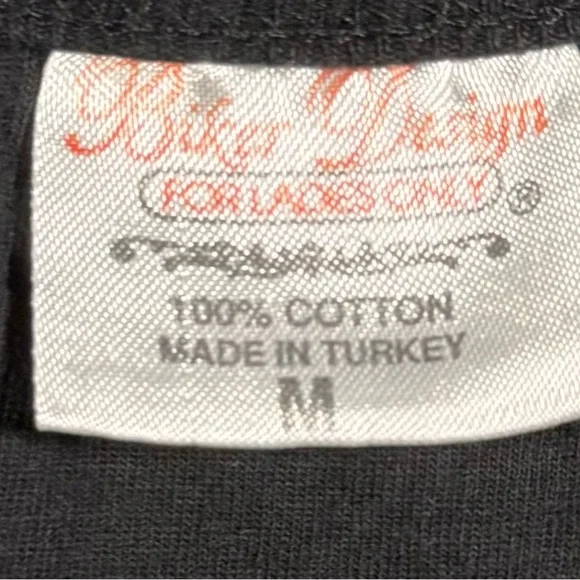 Biker Design
FOR LADIES ONLY ®
100% COTTON
MADE IN TURKEY
M